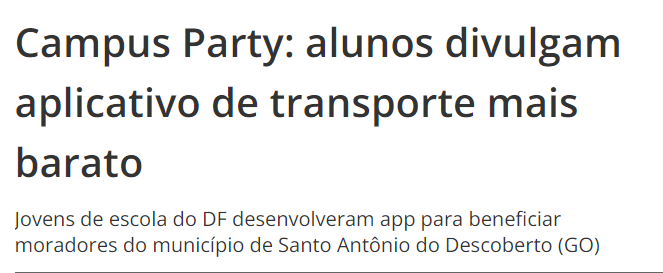 Campus Party: alunos divulgam
aplicativo de transporte mais
barato
Jovens de escola do DF desenvolveram app para beneficiar
moradores do município de Santo Antônio do Descoberto (GO)